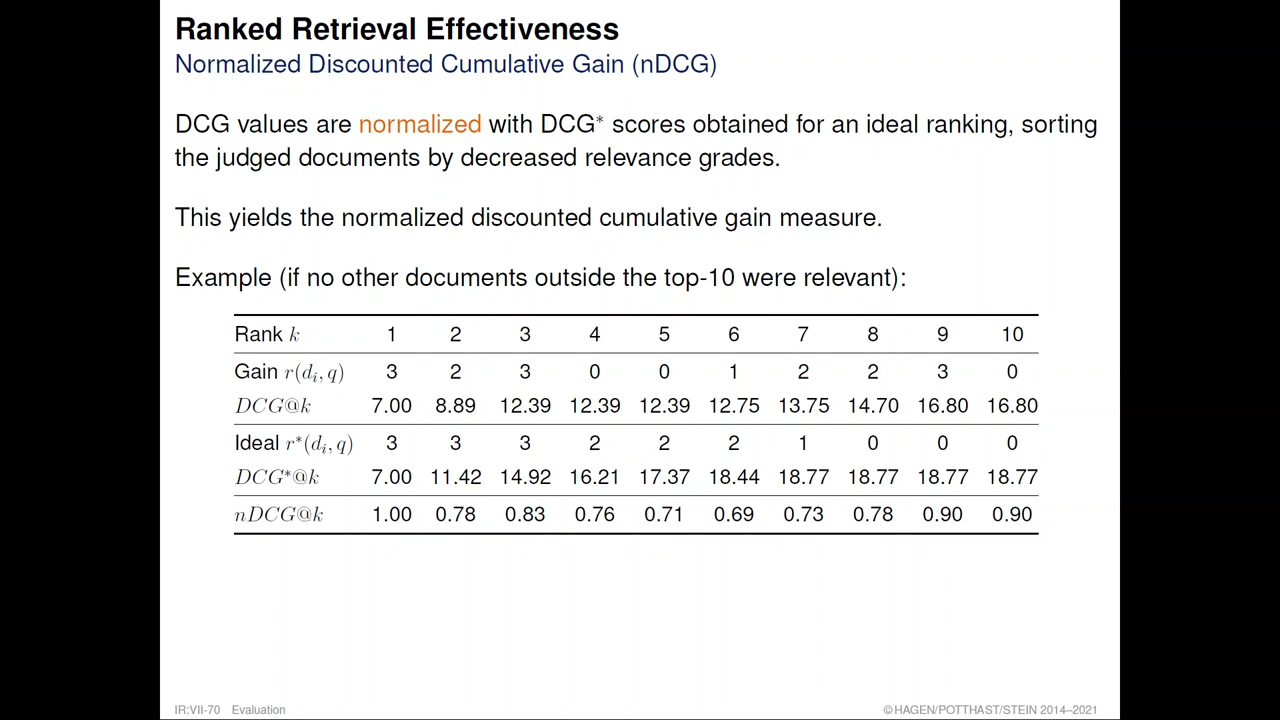 Ranked Retrieval Effectiveness
Normalized Discounted Cumulative Gain (nDCG)
DCG values are normalized with DCG* scores obtained for an ideal ranking, sorting
the judged documents by decreased relevance grades.
This yields the normalized discounted cumulative gain measure.
Example (if no other documents outside the top-10 were relevant):
Rank k 1 2 3 4 5 6 7 8 9 10
Gain r(d_i, q) 3 2 3 0 0 1 2 2 3 0
DCG@k 7.00 8.89 12.39 12.39 12.39 12.75 13.75 14.70 16.80 16.80
Ideal r*(d_i, q) 3 3 3 2 2 2 1 0 0 0
DCG*@k 7.00 11.42 14.92 16.21 17.37 18.44 18.77 18.77 18.77 18.77
nDCG@k 1.00 0.78 0.83 0.76 0.71 0.69 0.73 0.78 0.90 0.90
IR:VII-70 Evaluation ©HAGEN/POTTHAST/STEIN 2014–2021